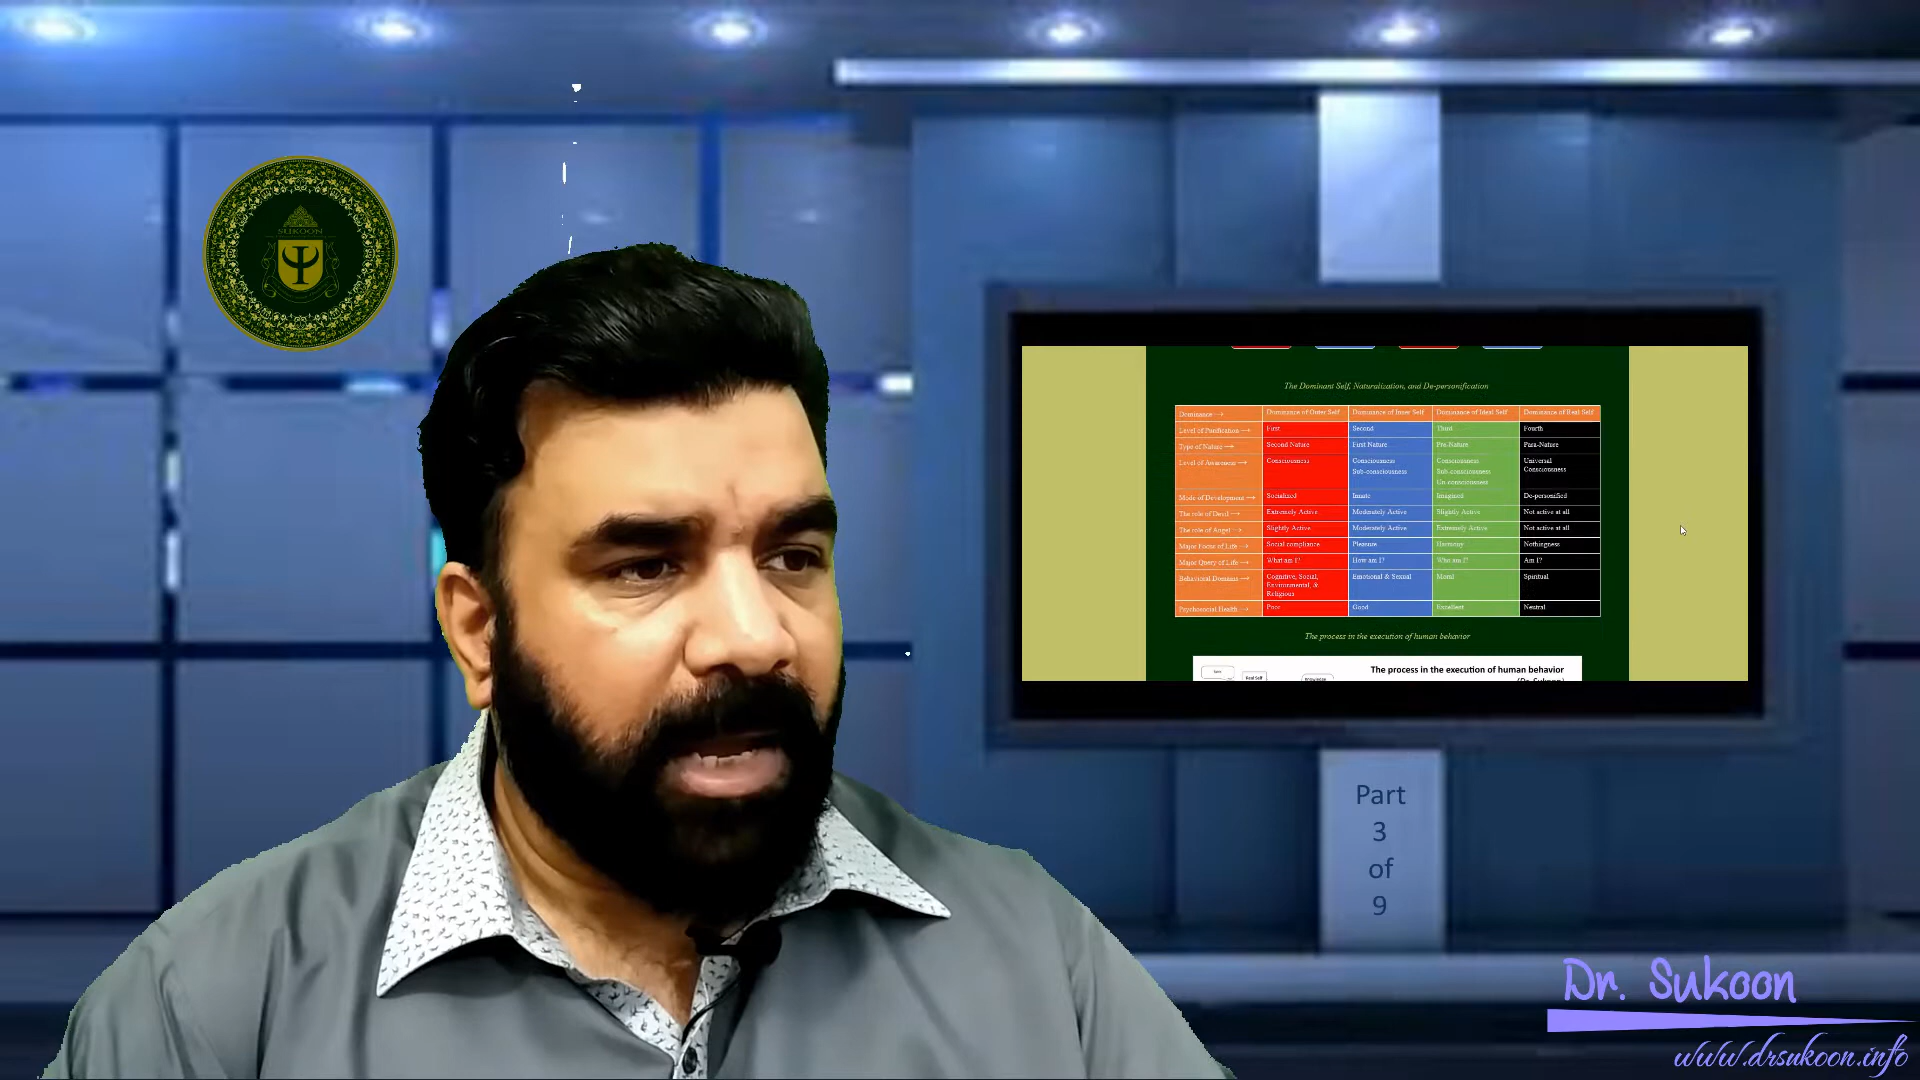 SUKOON
The Dominant Self, Naturalization, and De-personification
Dominance → Dominance of Outer Self Dominance of Inner Self Dominance of Ideal Self Dominance of Real Self
Level of Purification → First Second Third Fourth
Type of Nature → Second Nature First Nature Pre-Nature Para-Nature
Level of Awareness → Consciousness Consciousness Consciousness Universal
Sub-consciousness Sub-consciousness Consciousness
Un-consciousness
Mode of Development → Socialized Innate Imagined De-personified
The role of Devil → Extremely Active Moderately Active Slightly Active Not active at all
The role of Angel → Slightly Active Moderately Active Extremely Active Not active at all
Major Focus of Life → Social compliance Pleasure Harmony Nothingness
Major Query of Life → What am I? How am I? Who am I? Am I?
Behavioral Domains → Cognitive, Social, Emotional & Sexual Moral Spiritual
Environmental, &
Religious
Psychosocial Health → Poor Good Excellent Neutral
The process in the execution of human behavior
The process in the execution of human behavior
(Dr. Sukoon)
Real Self
Knowledge
Part
3
of
9
Dr. Sukoon
www.drsukoon.info